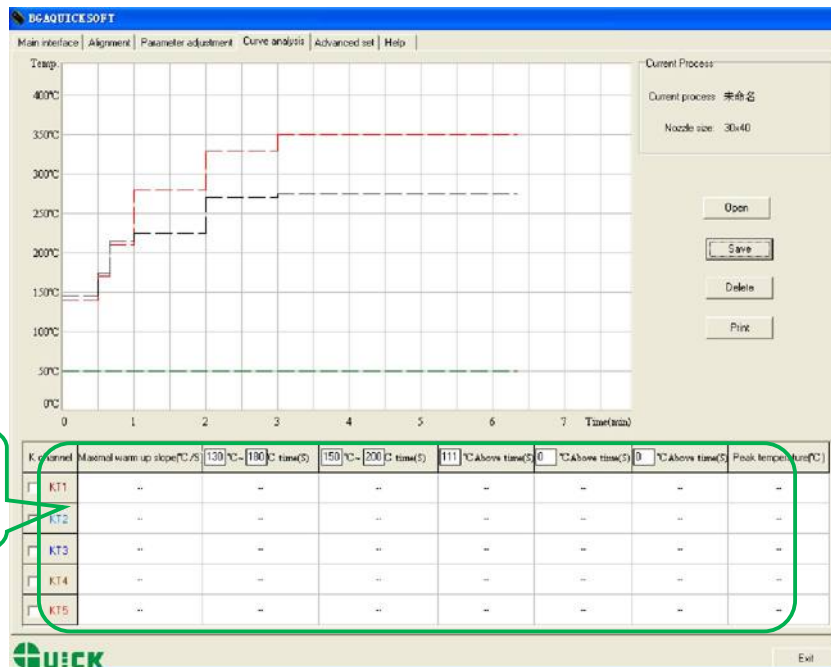 BGAQUICKSOFT
Main interface Alignment Parameter adjustment Curve analysis Advanced set Help
Temp.
400℃
350℃
300℃
250℃
200℃
150℃
100℃
50℃
0℃
0 1 2 3 4 5 6 7 Time(min)
Current Process
Current process 未命名
Nozzle size: 30x40
Open
Save
Delete
Print
K channel Maximal warm up slope(℃/S) 130 ℃~ 180 C time(S) 150 ℃~ 200 C time(S) 111 ℃Above time(S) 0 ℃Above time(S) 0 ℃Above time(S) Peak temperature(℃)
KT1 -- -- -- -- -- -- --
KT2 -- -- -- -- -- -- --
KT3 -- -- -- -- -- -- --
KT4 -- -- -- -- -- -- --
KT5 -- -- -- -- -- -- --
QUICK
Exit